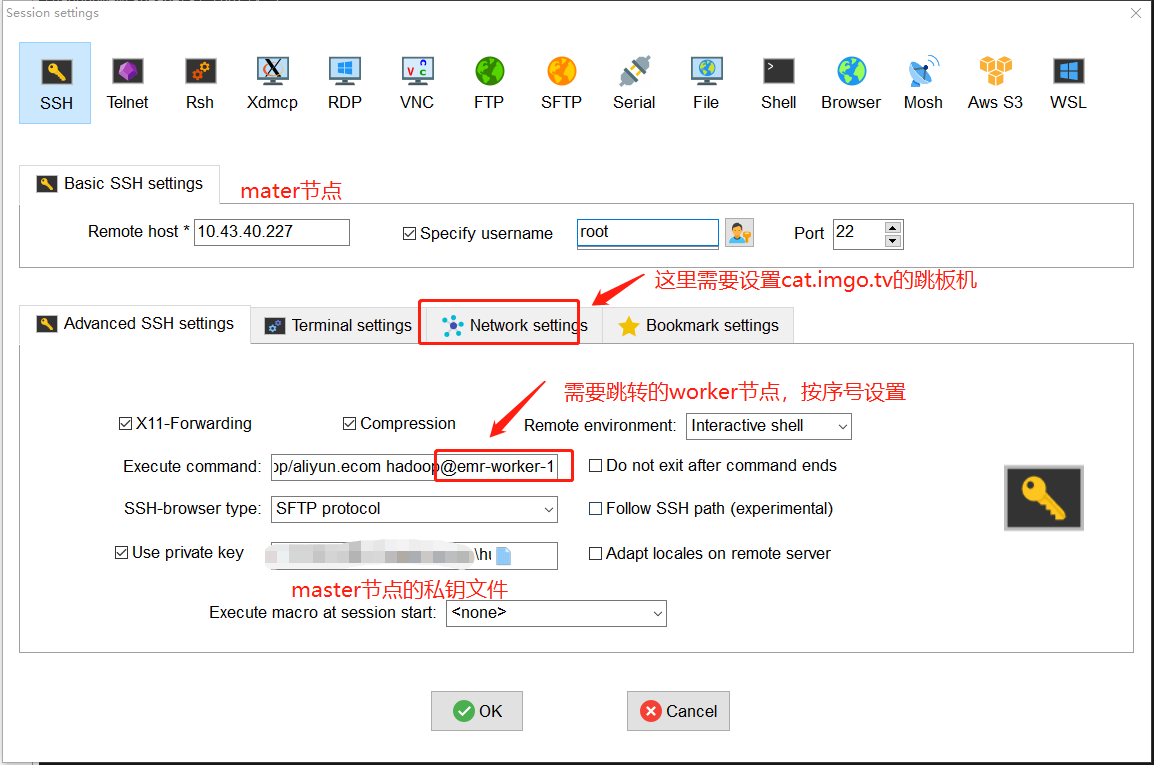 Session settings
SSH Telnet Rsh Xdmcp RDP VNC FTP SFTP Serial File Shell Browser Mosh Aws S3 WSL
Basic SSH settings
mater节点
Remote host * 10.43.40.227 Specify username root Port 22
这里需要设置cat.imgo.tv的跳板机
Advanced SSH settings Terminal settings Network settings Bookmark settings
需要跳转的worker节点，按序号设置
X11-Forwarding Compression Remote environment: Interactive shell
Execute command: op/aliyun.ecom hadoop@emr-worker-1 Do not exit after command ends
SSH-browser type: SFTP protocol Follow SSH path (experimental)
Use private key Adapt locales on remote server
master节点的私钥文件
Execute macro at session start: <none>
OK Cancel